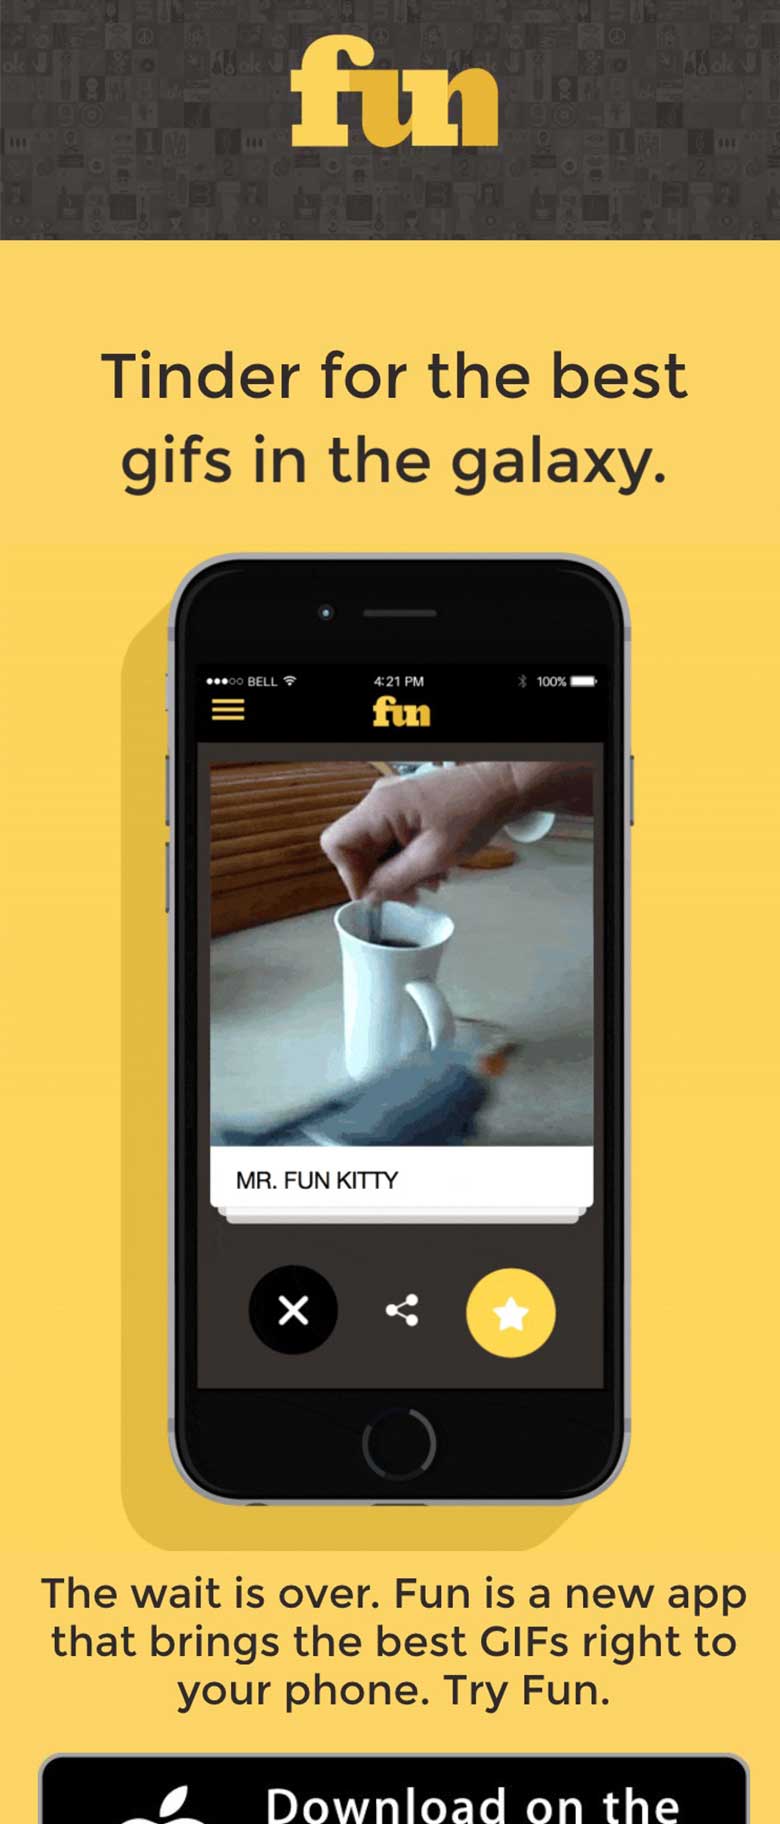 fun
Tinder for the best
gifs in the galaxy.
BELL 4:21 PM 100%
fun
MR. FUN KITTY
The wait is over. Fun is a new app
that brings the best GIFs right to
your phone. Try Fun.
Download on the